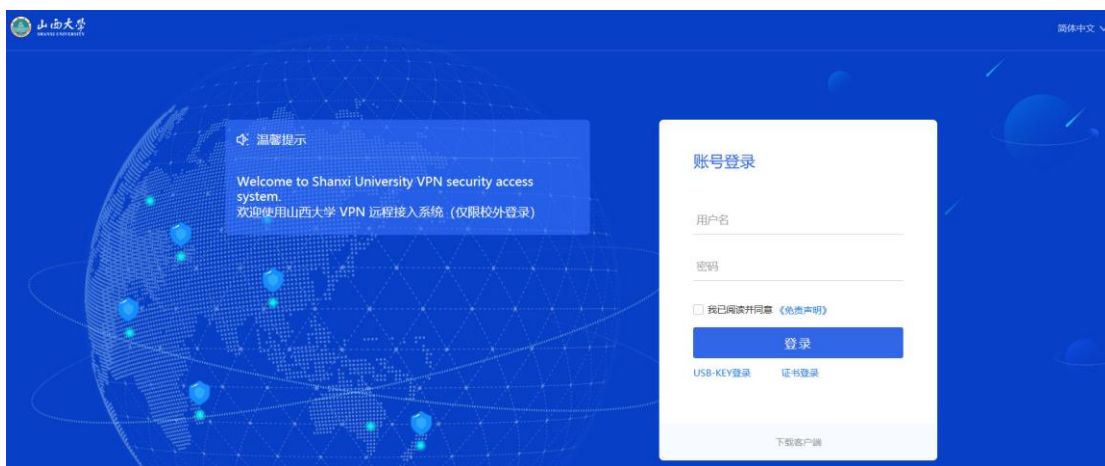 山西大学
SHANXI UNIVERSITY
简体中文
温馨提示
Welcome to Shanxi University VPN security access
system.
欢迎使用山西大学 VPN 远程接入系统（仅限校外登录）
账号登录
用户名
密码
我已阅读并同意 《免责声明》
登录
USB-KEY登录 证书登录
下载客户端